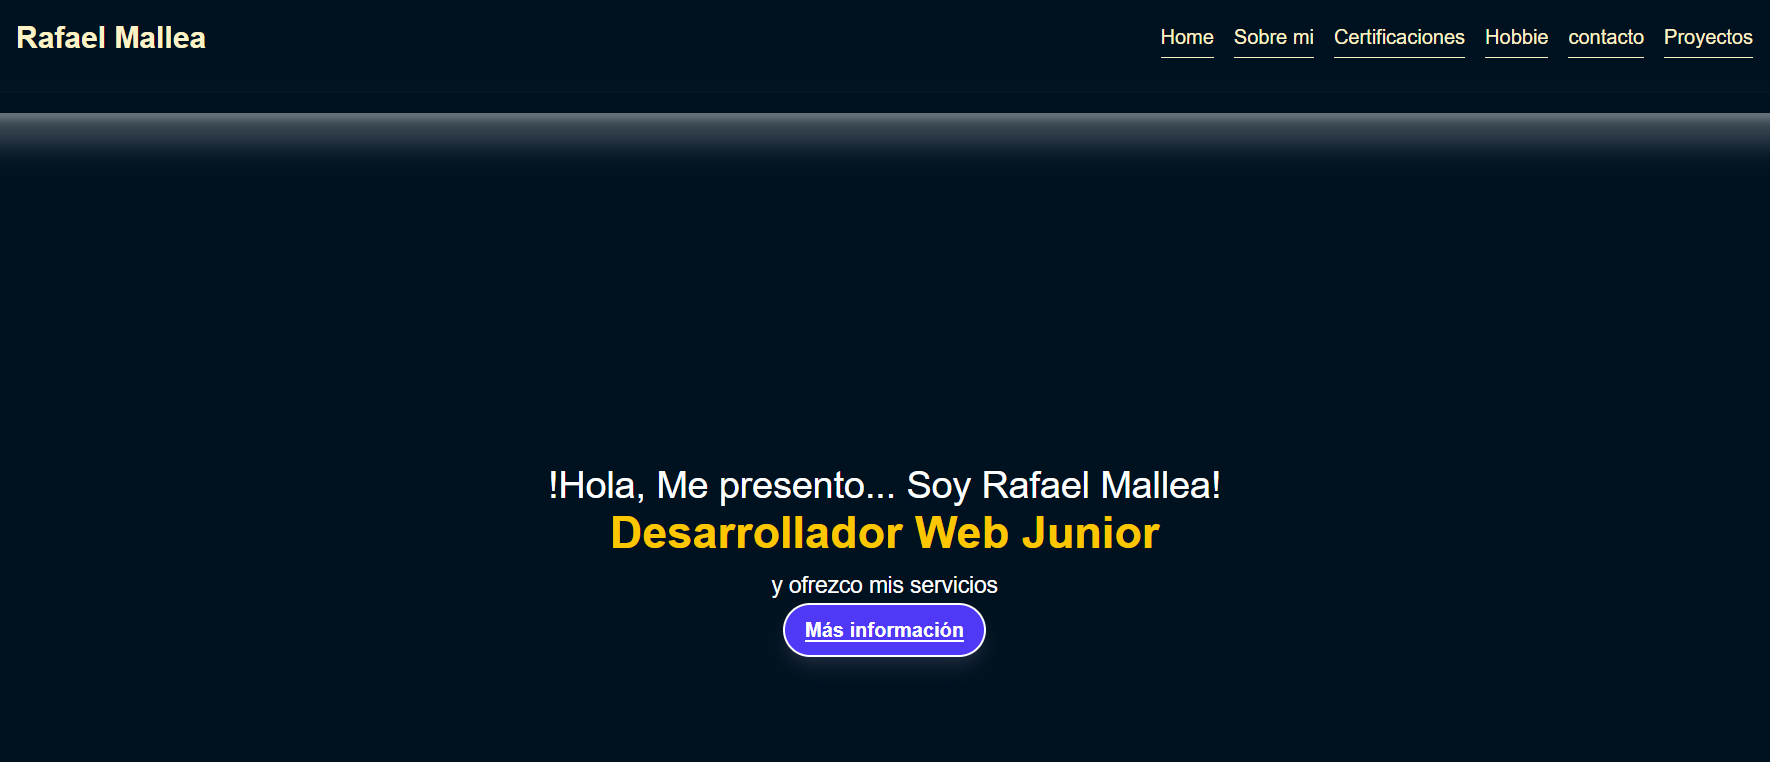 Rafael Mallea
Home Sobre mi Certificaciones Hobbie contacto Proyectos
!Hola, Me presento... Soy Rafael Mallea!
Desarrollador Web Junior
y ofrezco mis servicios
Más información